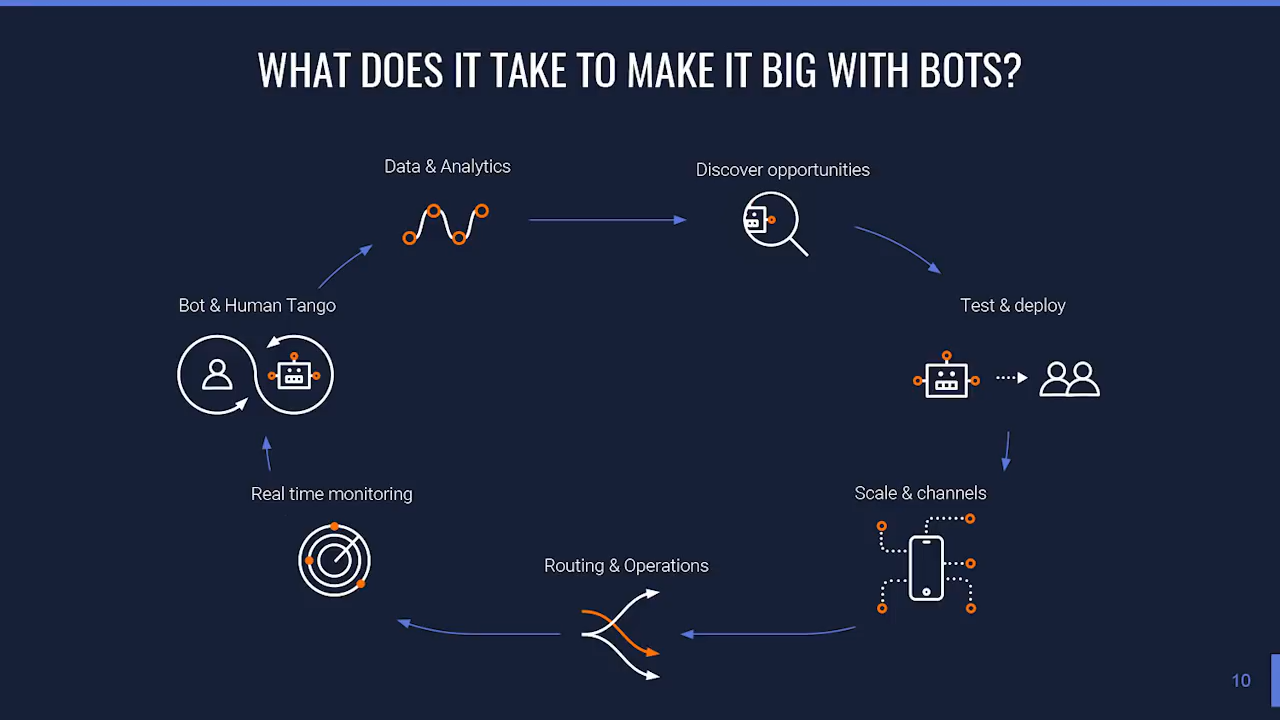 WHAT DOES IT TAKE TO MAKE IT BIG WITH BOTS?
Data & Analytics
Discover opportunities
Bot & Human Tango
Test & deploy
Real time monitoring
Scale & channels
Routing & Operations
10